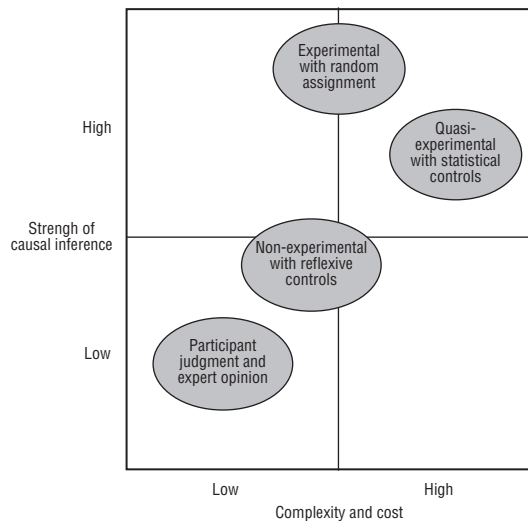 Experimental
with random
assignment
High
Quasi-
experimental
with statistical
controls
Strengh of
causal inference
Non-experimental
with reflexive
controls
Low
Participant
judgment and
expert opinion
Low
High
Complexity and cost